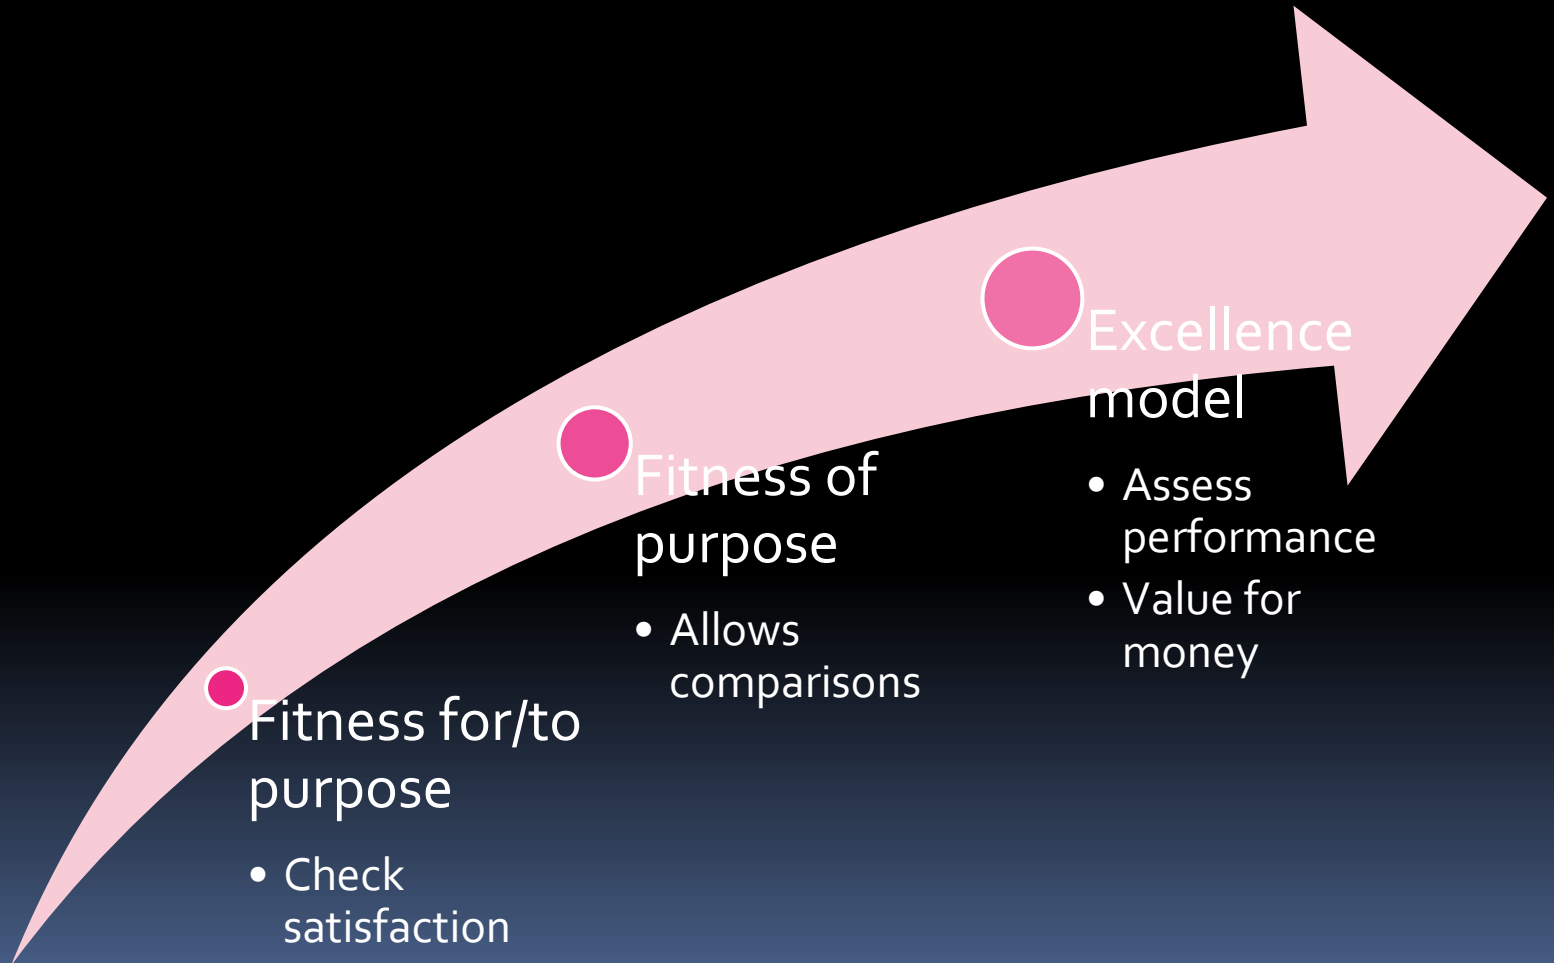 Excellence
model
• Assess
performance
• Value for
money
Fitness of
purpose
• Allows
comparisons
Fitness for/to
purpose
• Check
satisfaction